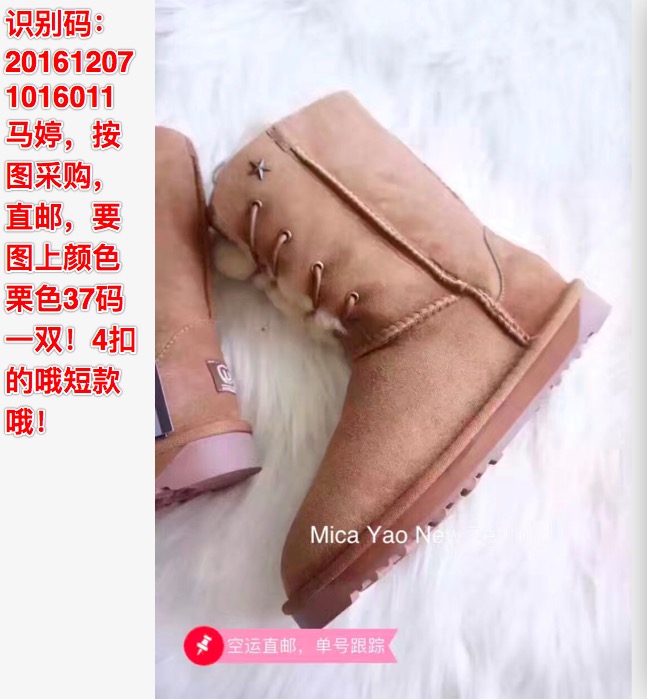 识别码：
20161207
1016011
马婷，按
图采购，
直邮，要
图上颜色
栗色37码
一双！4扣
的哦短款
哦！
Mica Yao New
空运直邮，单号跟踪